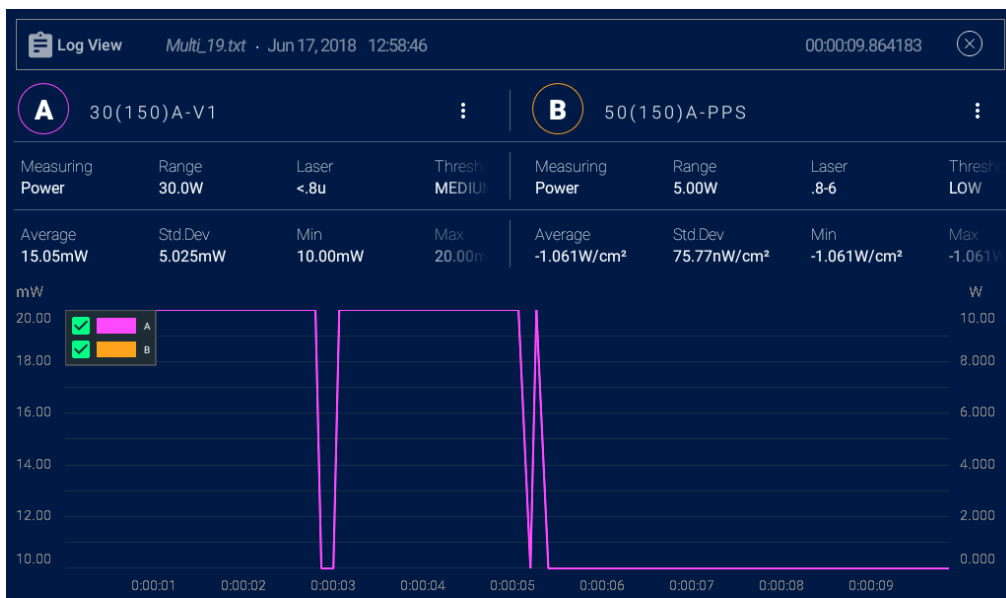 Log View Multi_19.txt · Jun 17, 2018 12:58:46 00:00:09.864183
A 30(150)A-V1 B 50(150)A-PPS
Measuring Range Laser Measuring Range Laser
Power 30.0W <.8u Power 5.00W .8-6 LOW
Average Std.Dev Min Max Average Std.Dev Min Max
15.05mW 5.025mW 10.00mW 20.00m -1.061W/cm² 75.77nW/cm² -1.061W/cm² -1.061
mW W
20.00 A 10.00
B
18.00 8.000
16.00 6.000
14.00 4.000
12.00 2.000
10.00 0.000
0:00:01 0:00:02 0:00:03 0:00:04 0:00:05 0:00:06 0:00:07 0:00:08 0:00:09